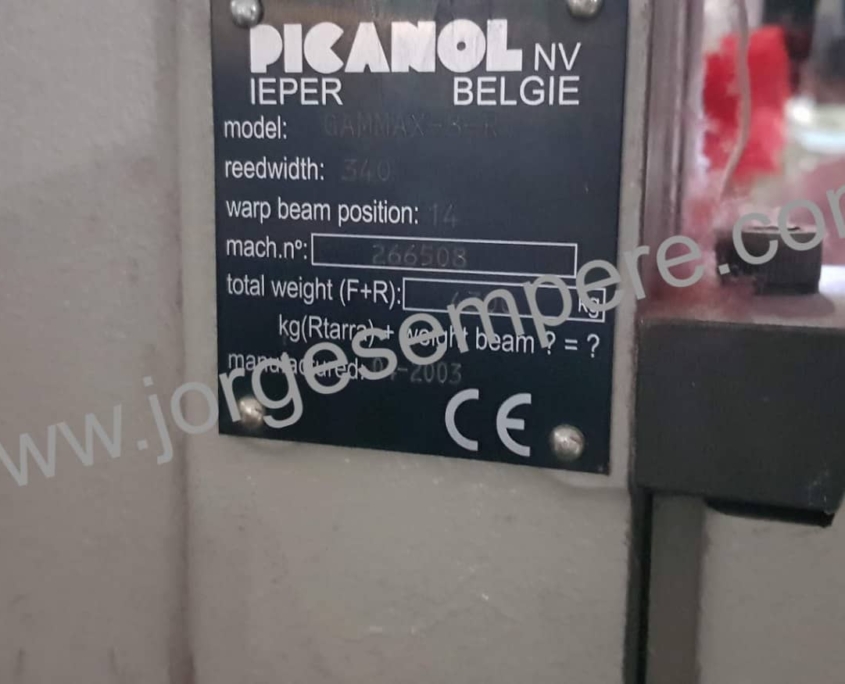 PICANOL NV
IEPER BELGIE
model: GAMMAX-8-R
reedwidth: 340
warp beam position: 14
mach.nº: 266508
total weight (F+R): kg
kg(Rtarra) + weight beam ? = ?
manufactured: 2003
CE
www.jorgesempere.com